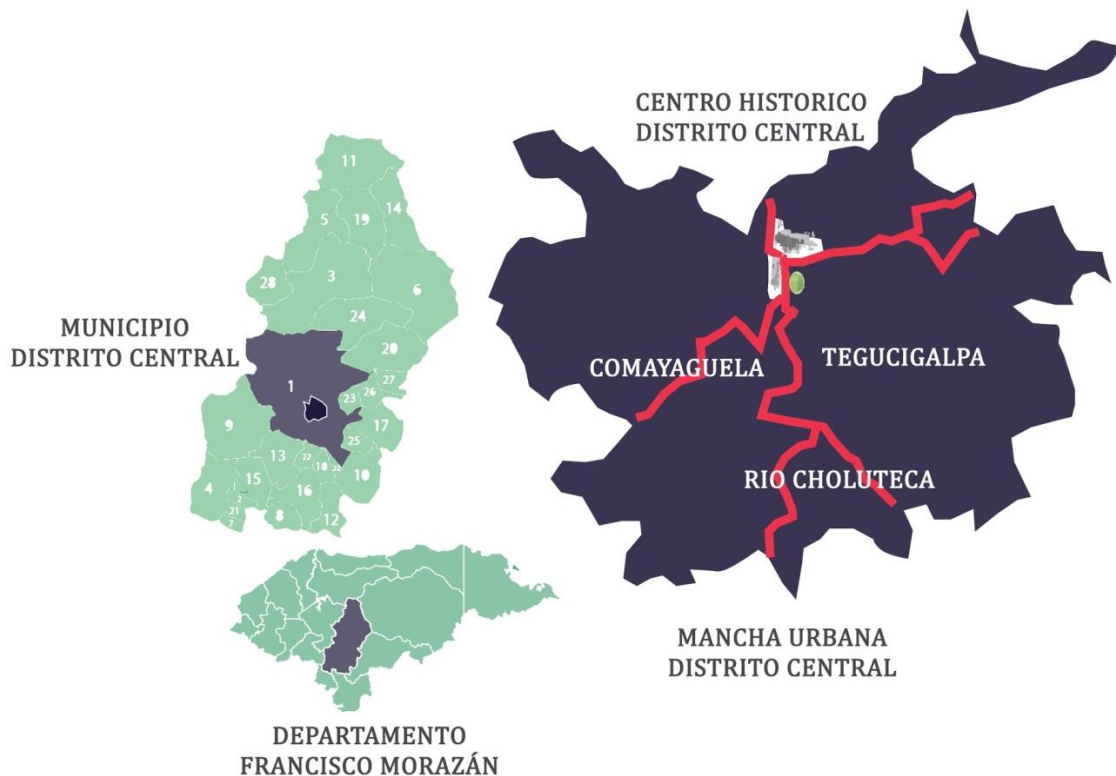 CENTRO HISTORICO
DISTRITO CENTRAL
11
5
19
14
28
3
6
24
MUNICIPIO
DISTRITO CENTRAL
20
1
27
26
23
9
17
25
13
22
18
10
4
15
16
2
21
8
12
7
COMAYAGUELA
TEGUCIGALPA
RIO CHOLUTECA
MANCHA URBANA
DISTRITO CENTRAL
DEPARTAMENTO
FRANCISCO MORAZÁN